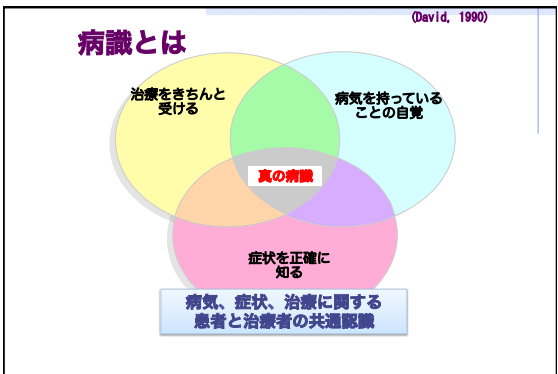 (David, 1990)
病識とは
治療をきちんと
受ける
病気を持っている
ことの自覚
真の病識
症状を正確に
知る
病気、症状、治療に関する
患者と治療者の共通認識